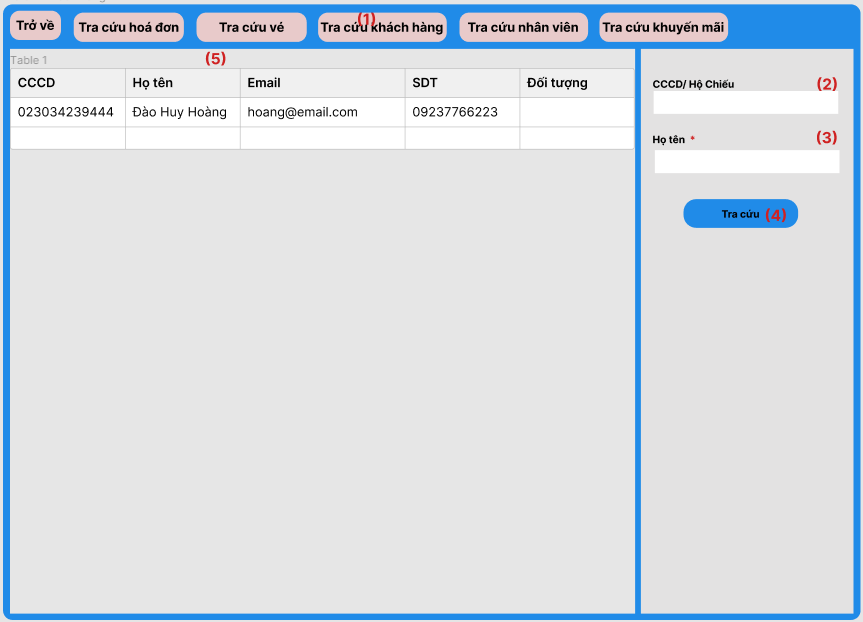 Trở về
Tra cứu hoá đơn
Tra cứu vé
Tra cứu khách hàng
(1)
Tra cứu nhân viên
Tra cứu khuyến mãi
Table 1
(5)
CCCD Họ tên Email SDT Đối tượng
023034239444 Đào Huy Hoàng hoang@email.com 09237766223
CCCD/ Hộ Chiếu (2)
Họ tên * (3)
Tra cứu (4)